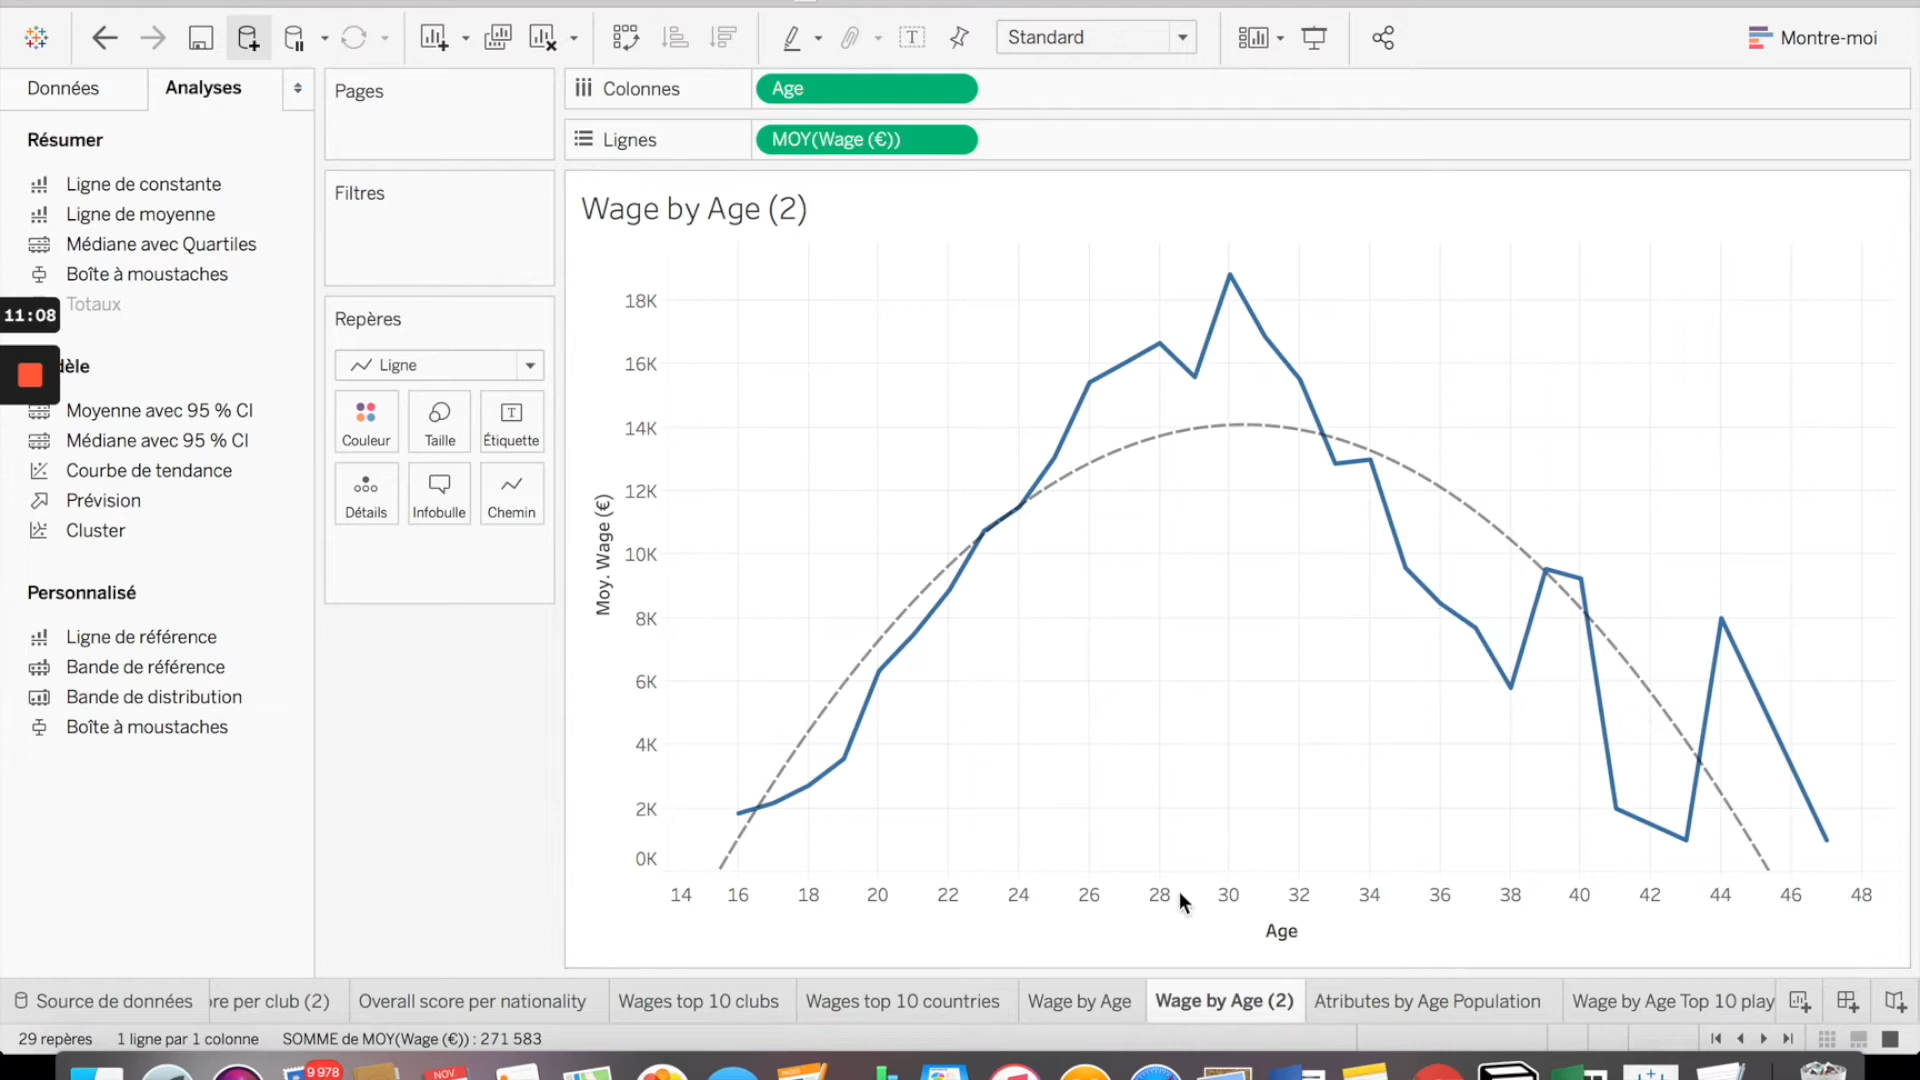 Standard
Montre-moi
Données
Analyses
Pages
Colonnes
Age
Lignes
MOY(Wage (€))
Résumer
Ligne de constante
Ligne de moyenne
Médiane avec Quartiles
Boîte à moustaches
Totaux
11:08
dèle
Moyenne avec 95 % CI
Médiane avec 95 % CI
Courbe de tendance
Prévision
Cluster
Personnalisé
Ligne de référence
Bande de référence
Bande de distribution
Boîte à moustaches
Filtres
Repères
Ligne
Couleur
Taille
Étiquette
Détails
Infobulle
Chemin
Wage by Age (2)
18K
16K
14K
12K
10K
8K
6K
4K
2K
0K
Moy. Wage (€)
14 16 18 20 22 24 26 28 30 32 34 36 38 40 42 44 46 48
Age
Source de données
re per club (2)
Overall score per nationality
Wages top 10 clubs
Wages top 10 countries
Wage by Age
Wage by Age (2)
Atributes by Age Population
Wage by Age Top 10 play
29 repères
1 ligne par 1 colonne
SOMME de MOY(Wage (€)) : 271 583
9 978
NOV